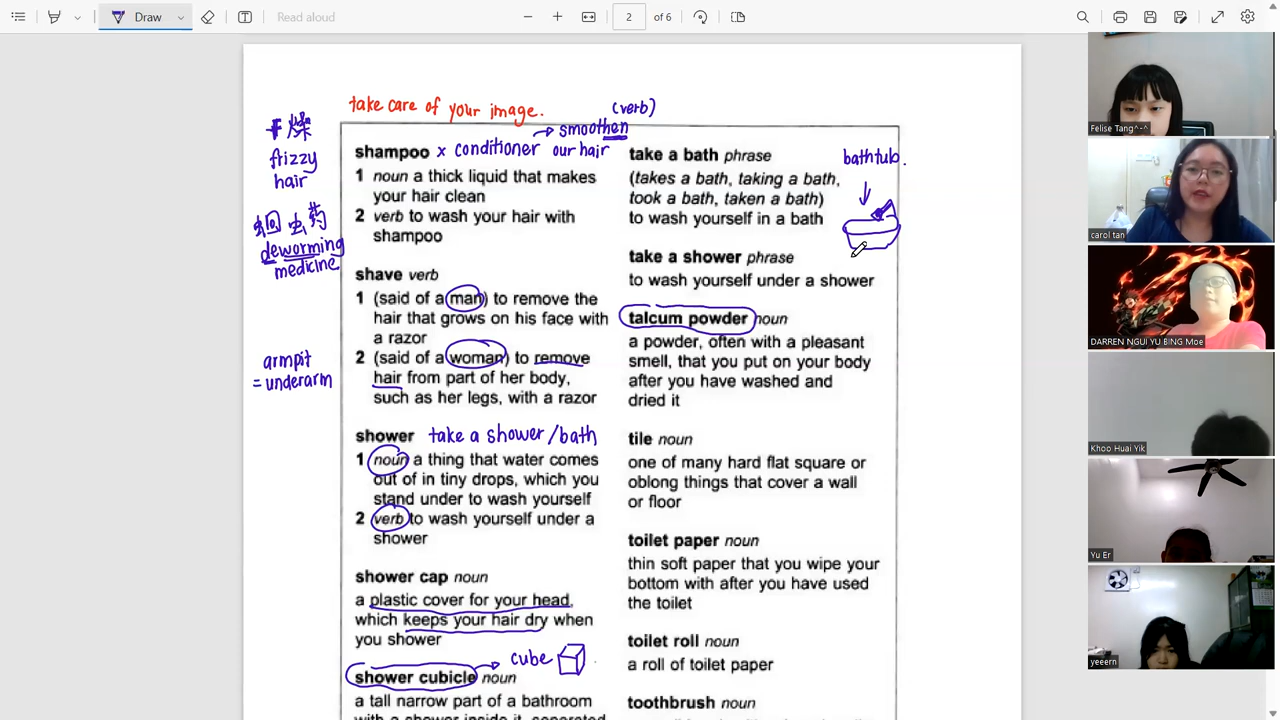 Draw
Read aloud
2
of 6
take care of your image.
(verb)
smoothen
our hair
shampoo x conditioner
1 noun a thick liquid that makes
your hair clean
2 verb to wash your hair with
shampoo
shave verb
1 (said of a man) to remove the
hair that grows on his face with
a razor
2 (said of a woman) to remove
hair from part of her body,
such as her legs, with a razor
shower take a shower/bath
1 noun a thing that water comes
out of in tiny drops, which you
stand under to wash yourself
2 verb to wash yourself under a
shower
shower cap noun
a plastic cover for your head,
which keeps your hair dry when
you shower
shower cubicle noun
cube
a tall narrow part of a bathroom
with a shower inside it, separated
干燥
frizzy
hair
蛔虫药
deworming
medicine
armpit
= underarm
take a bath phrase
(takes a bath, taking a bath,
took a bath, taken a bath)
to wash yourself in a bath
bathtub.
take a shower phrase
to wash yourself under a shower
talcum powder noun
a powder, often with a pleasant
smell, that you put on your body
after you have washed and
dried it
tile noun
one of many hard flat square or
oblong things that cover a wall
or floor
toilet paper noun
thin soft paper that you wipe your
bottom with after you have used
the toilet
toilet roll noun
a roll of toilet paper
toothbrush noun
Felise Tang^-^
carol tan
DARREN NGUI YU BING Moe
Khoo Huai Yik
Yu Er
yeeern